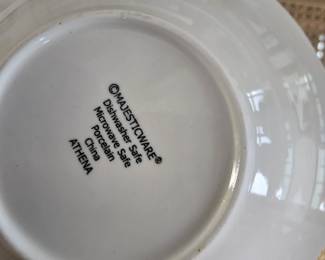 ©MAJESTICWARE®
Dishwasher Safe
Microwave Safe
Porcelain
China
ATHENA